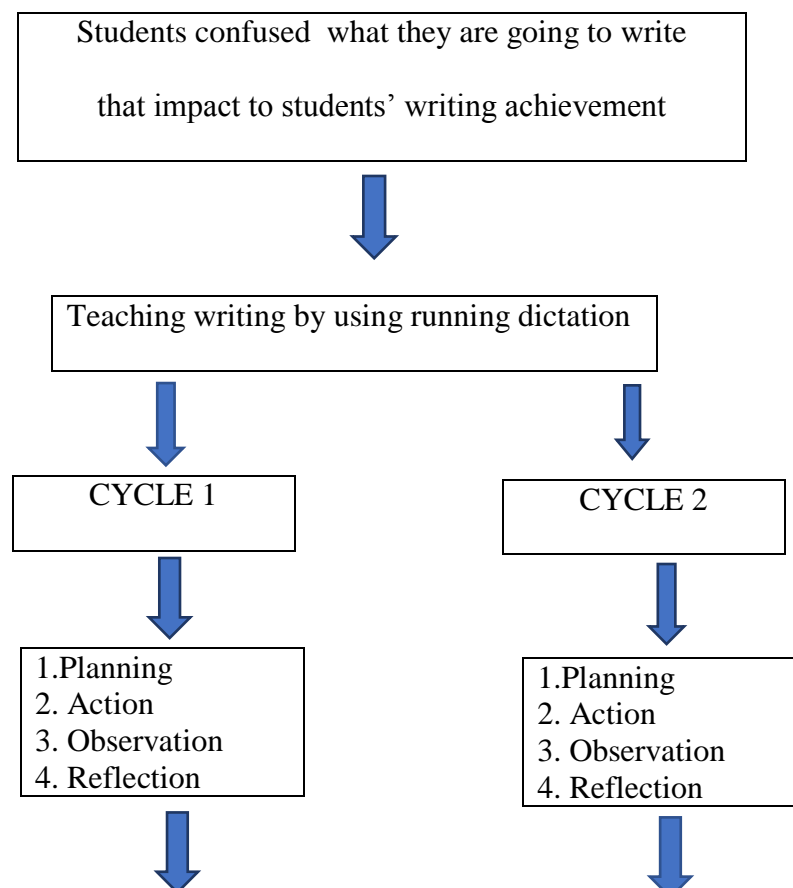 Students confused  what they are going to write
that impact to students’ writing achievement
Teaching writing by using running dictation
CYCLE 1
CYCLE 2
1.Planning
2. Action
3. Observation
4. Reflection
1.Planning
2. Action
3. Observation
4. Reflection